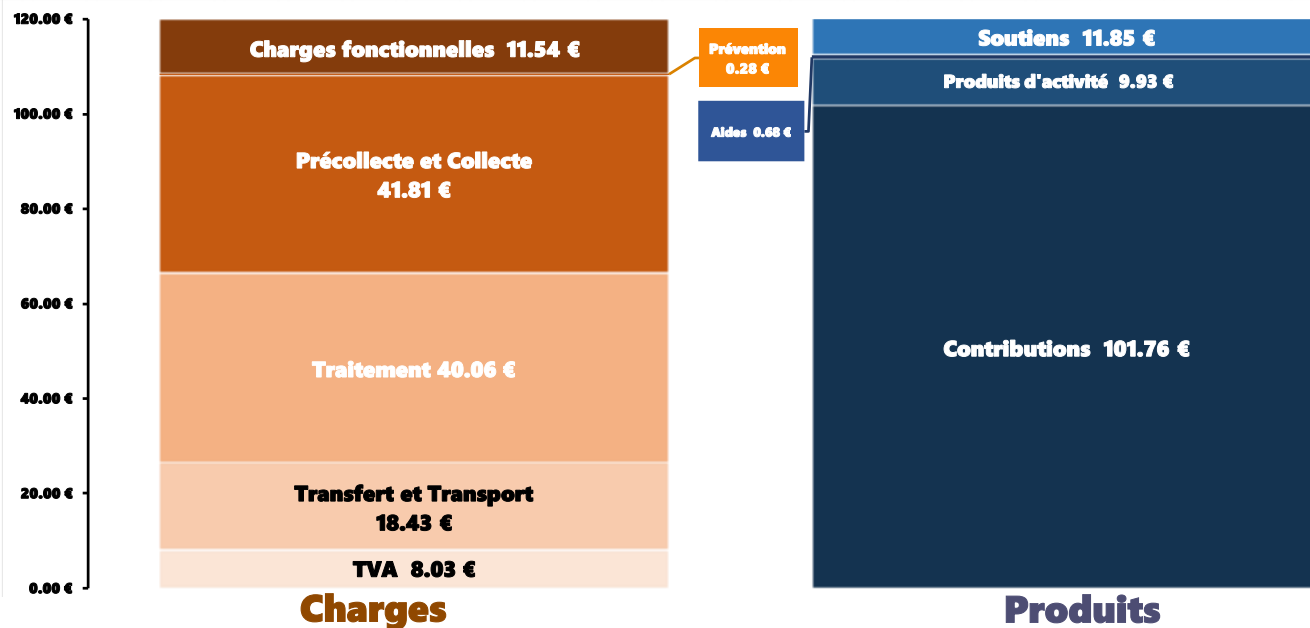 120.00 €
100.00 €
80.00 €
60.00 €
40.00 €
20.00 €
0.00 €
Charges fonctionnelles 11.54 €
Précollecte et Collecte
41.81 €
Traitement 40.06 €
Transfert et Transport
18.43 €
TVA 8.03 €
Charges
Prévention
0.28 €
Aides 0.68 €
Soutiens 11.85 €
Produits d'activité 9.93 €
Contributions 101.76 €
Produits